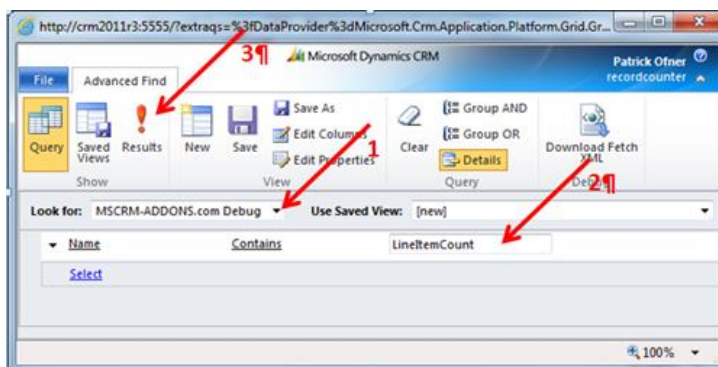 http://crm2011r3:5555/?extraqs=%3fDataProvider%3dMicrosoft.Crm.Application.Platform.Grid.Gr...
3¶
Microsoft Dynamics CRM
Patrick Ofner
recordcounter
File
Advanced Find
Query
Saved Views
Results
New
Save
Save As
Edit Columns
Edit Properties
Clear
Group AND
Group OR
Details
Download Fetch XML
Show
View
Query
1
2¶
Look for: MSCRM-ADDONS.com Debug
Use Saved View: [new]
Name Contains LineItemCount
Select
100%